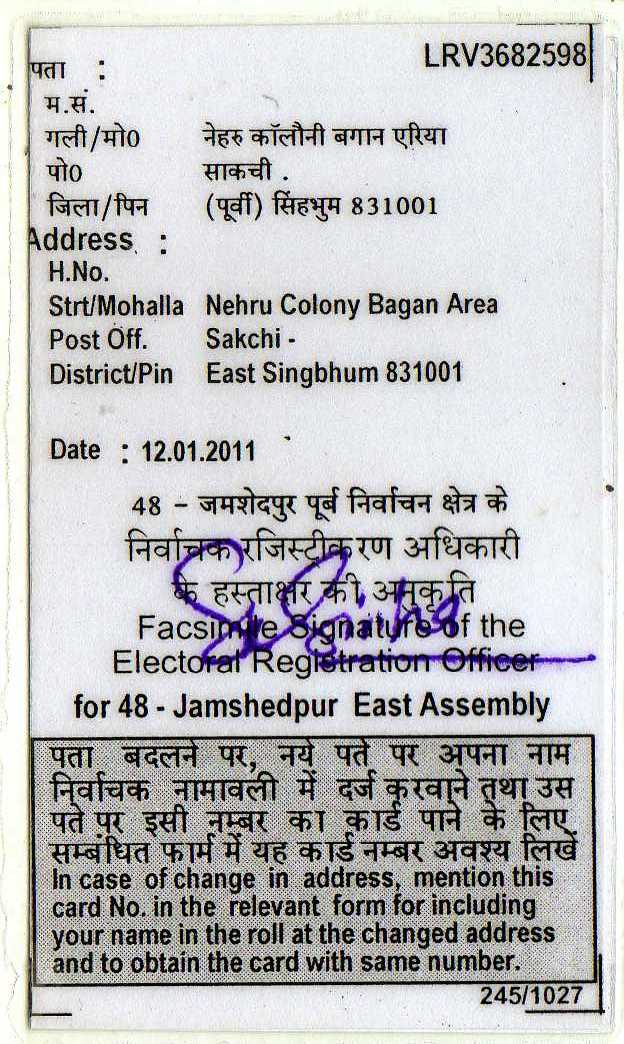 LRV3682598
पता :
म.सं.
गली/मो0 नेहरु कॉलौनी बगान एरिया
पो0 साकची .
जिला/पिन (पूर्वी) सिंहभुम 831001
Address :
H.No.
Strt/Mohalla Nehru Colony Bagan Area
Post Off. Sakchi -
District/Pin East Singbhum 831001
Date : 12.01.2011
48 - जमशेदपुर पूर्ब निर्वाचन क्षेत्र के
निर्वाचक रजिस्टीकरण अधिकारी
के हस्ताक्षर की अनुकृति
Facsimile Signature of the
Electoral Registration Officer
for 48 - Jamshedpur East Assembly
पता बदलने पर, नये पते पर अपना नाम
निर्वाचक नामावली में दर्ज करवाने तथा उस
पते पर इसी नम्बर का कार्ड पाने के लिए
सम्बंधित फार्म में यह कार्ड नम्बर अवश्य लिखें
In case of change in address, mention this
card No. in the relevant form for including
your name in the roll at the changed address
and to obtain the card with same number.
245/1027